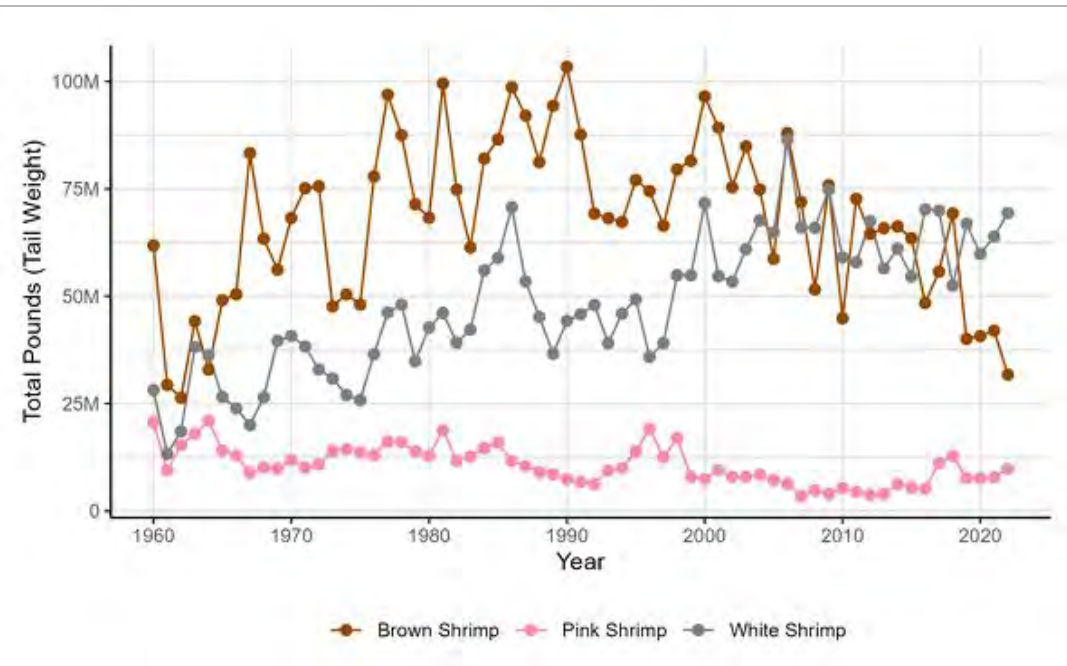 Total Pounds (Tail Weight)
100M
75M
50M
25M
0
1960 1970 1980 1990 2000 2010 2020
Year
Brown Shrimp Pink Shrimp White Shrimp